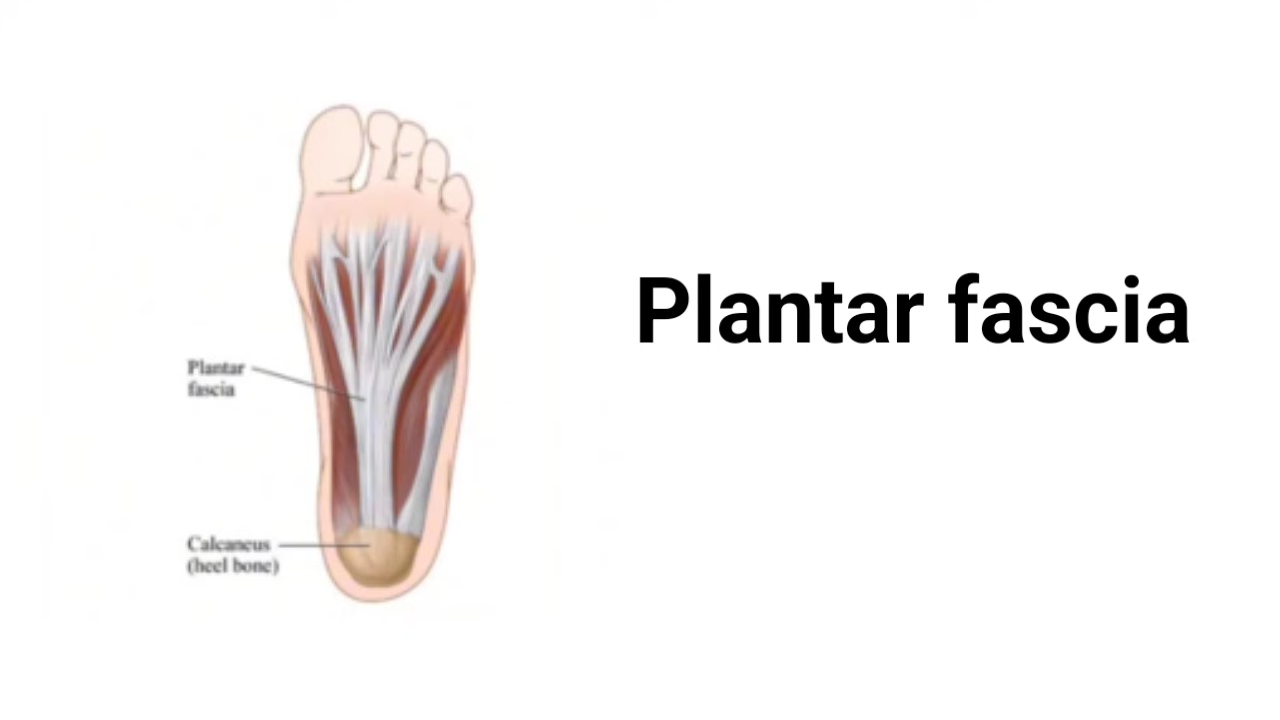 Plantar
fascia
Calcaneus
(heel bone)
Plantar fascia